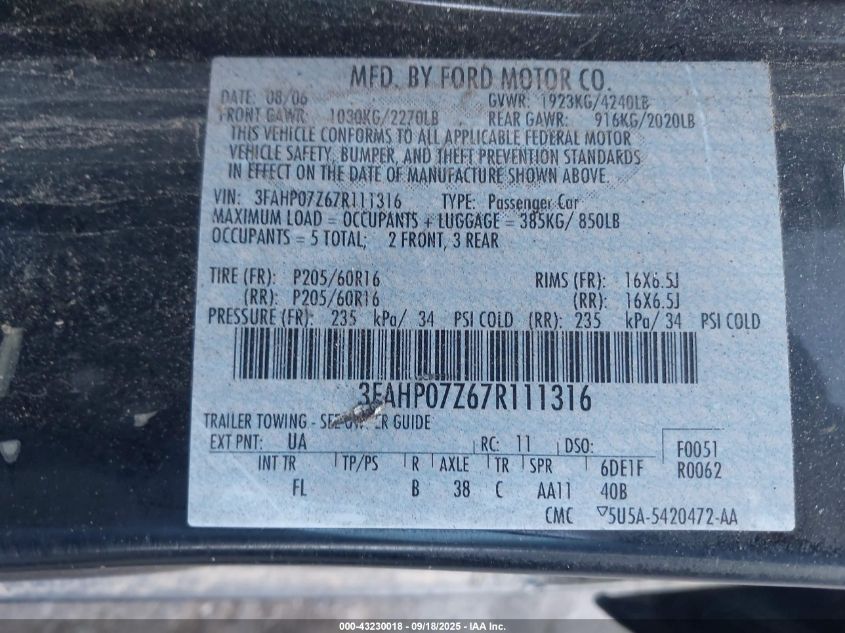 MFD. BY FORD MOTOR CO.
DATE: 08/06 GVWR: 1923KG/4240LB
FRONT GAWR: 1030KG/2270LB REAR GAWR: 916KG/2020LB
THIS VEHICLE CONFORMS TO ALL APPLICABLE FEDERAL MOTOR
VEHICLE SAFETY, BUMPER, AND THEFT PREVENTION STANDARDS
IN EFFECT ON THE DATE OF MANUFACTURE SHOWN ABOVE.
VIN: 3FAHP07Z67R111316 TYPE: Passenger Car
MAXIMUM LOAD = OCCUPANTS + LUGGAGE = 385KG/ 850LB
OCCUPANTS = 5 TOTAL; 2 FRONT, 3 REAR
TIRE (FR): P205/60R16 RIMS (FR): 16X6.5J
(RR): P205/60R16 (RR): 16X6.5J
PRESSURE (FR): 235 kPa/ 34 PSI COLD (RR): 235 kPa/ 34 PSI COLD
3FAHP07Z67R111316
TRAILER TOWING - SEE OWNER GUIDE
EXT PNT: UA RC: 11 DSO: F0051
INT TR TP/PS R AXLE TR SPR 6DE1F R0062
FL B 38 C AA11 40B
CMC ▽5U5A-5420472-AA
000-43230018 - 09/18/2025 - IAA Inc.